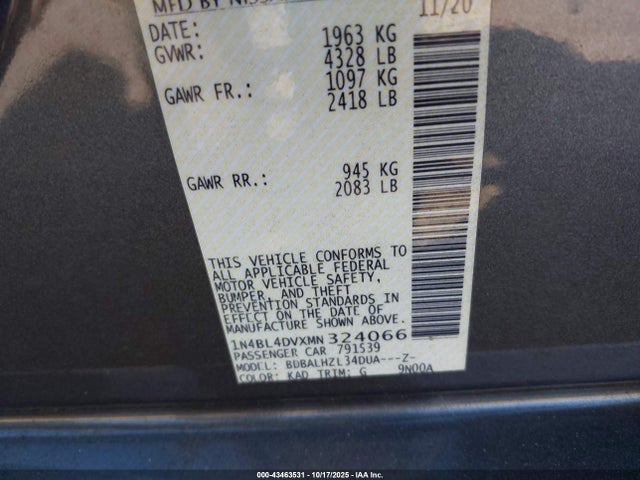 MFD BY NISSAN 11/20
DATE:
GVWR: 1963 KG
4328 LB
GAWR FR.: 1097 KG
2418 LB
GAWR RR.: 945 KG
2083 LB
THIS VEHICLE CONFORMS TO
ALL APPLICABLE FEDERAL
MOTOR VEHICLE SAFETY,
BUMPER, AND THEFT
PREVENTION STANDARDS IN
EFFECT ON THE DATE OF
MANUFACTURE SHOWN ABOVE.
1N4BL4DVXMN324066
PASSENGER CAR 791539
MODEL: BDBALHZL34DUA---Z-
COLOR: KAD TRIM: G 9N00A
000-43463531 - 10/17/2025 - IAA Inc.